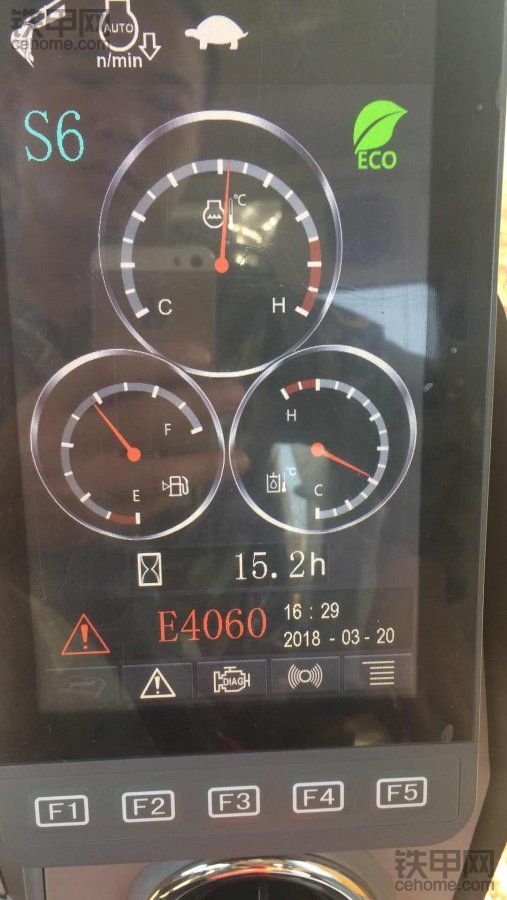 铁甲网
cehome.com
AUTO
n/min
S6
ECO
°C
C
H
F
E
H
°C
C
15.2h
E4060
16 : 29
2018 - 03 - 20
DIAG
F1
F2
F3
F4
F5
铁甲网
cehome.com